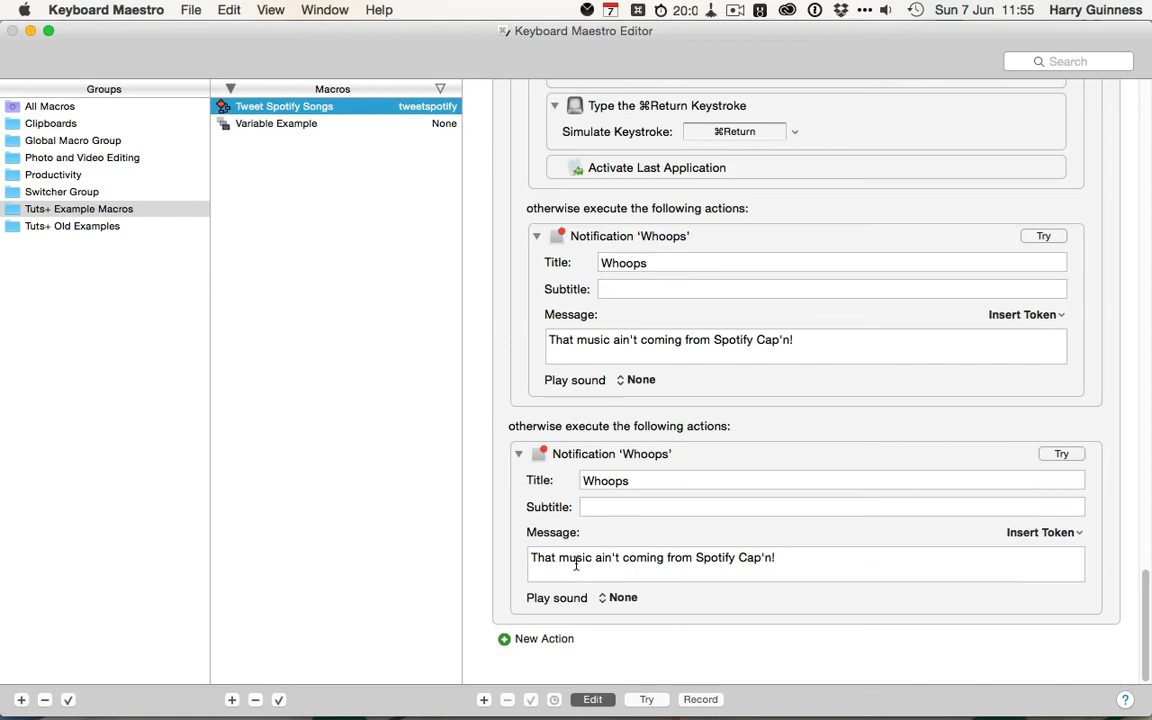 Keyboard Maestro File Edit View Window Help 7 20:0 Sun 7 Jun 11:55 Harry Guinness
Keyboard Maestro Editor
Search
Groups Macros
All Macros Tweet Spotify Songs tweetspotify
Clipboards Variable Example None
Global Macro Group
Photo and Video Editing
Productivity
Switcher Group
Tuts+ Example Macros
Tuts+ Old Examples
Type the ⌘Return Keystroke
Simulate Keystroke: ⌘Return
Activate Last Application
otherwise execute the following actions:
Notification ‘Whoops’ Try
Title: Whoops
Subtitle:
Message: Insert Token
That music ain't coming from Spotify Cap'n!
Play sound None
otherwise execute the following actions:
Notification ‘Whoops’ Try
Title: Whoops
Subtitle:
Message: Insert Token
That music ain't coming from Spotify Cap'n!
Play sound None
New Action
Edit Try Record ?